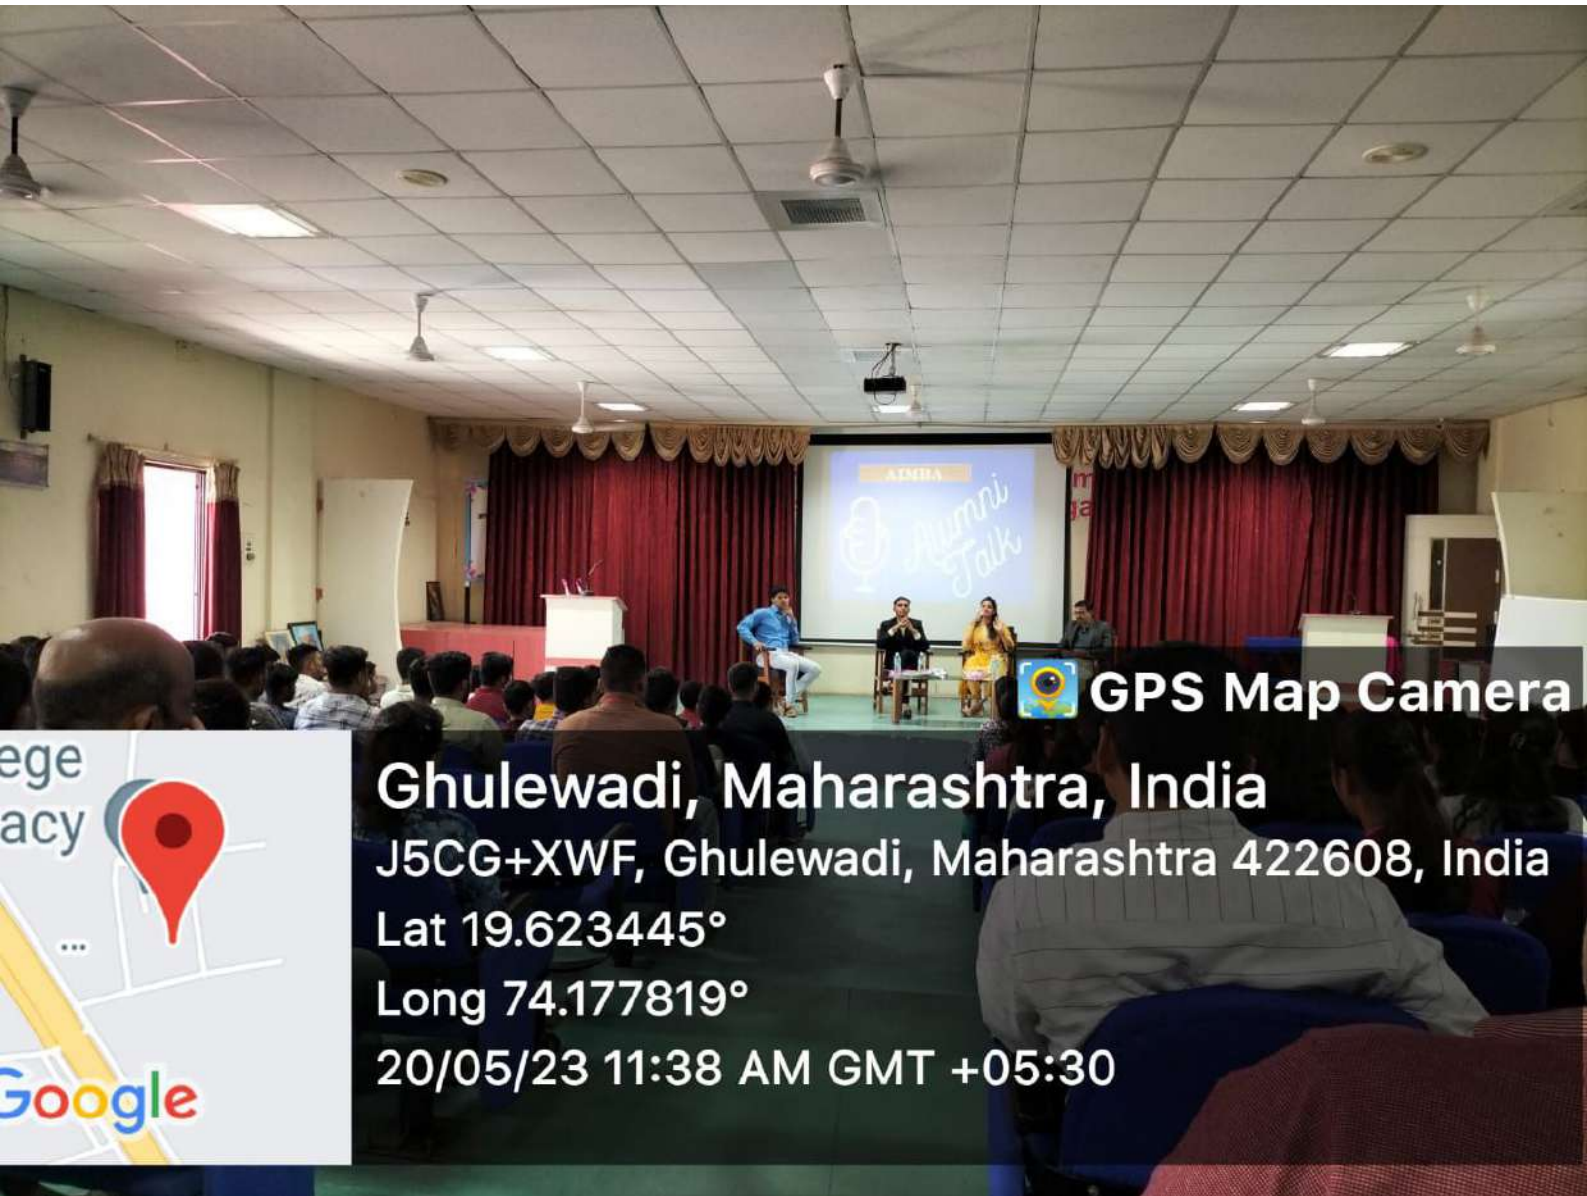 Alumni
Talk
GPS Map Camera
ege
acy
Ghulewadi, Maharashtra, India
J5CG+XWF, Ghulewadi, Maharashtra 422608, India
Lat 19.623445°
Long 74.177819°
20/05/23 11:38 AM GMT +05:30
...
Google